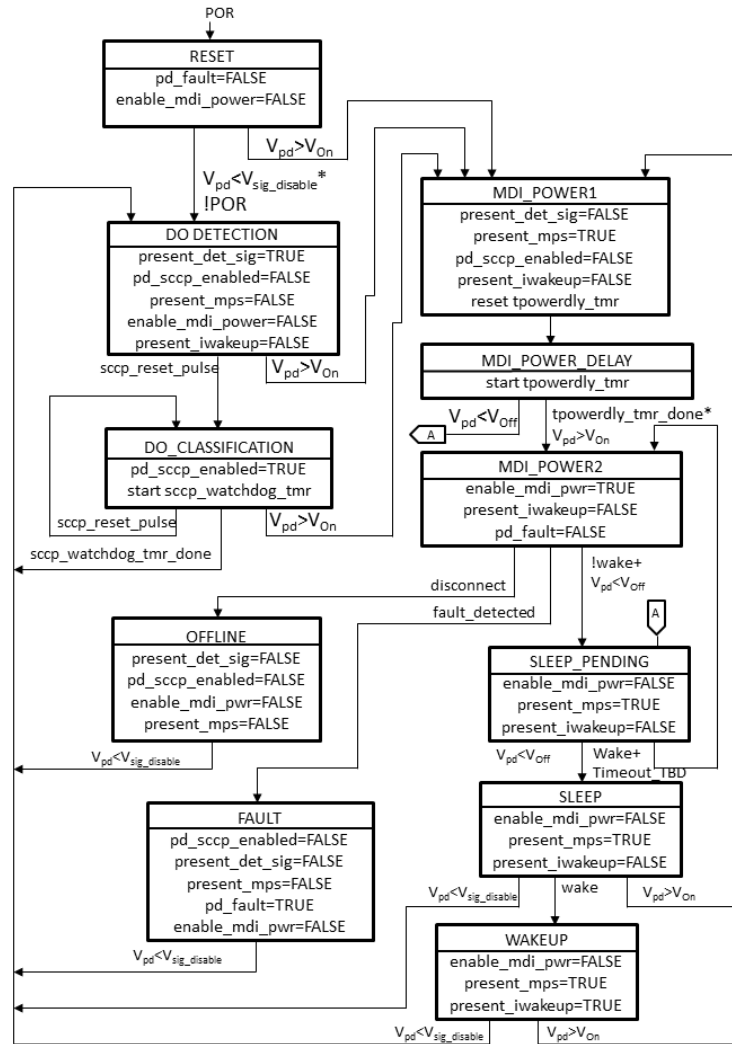 POR
RESET
pd_fault=FALSE
enable_mdi_power=FALSE
Vpd>VOn
Vpd<Vsig_disable*
!POR
DO DETECTION
present_det_sig=TRUE
pd_sccp_enabled=FALSE
present_mps=FALSE
enable_mdi_power=FALSE
present_iwakeup=FALSE
sccp_reset_pulse
Vpd>VOn
DO_CLASSIFICATION
pd_sccp_enabled=TRUE
start sccp_watchdog_tmr
sccp_reset_pulse
Vpd>VOn
sccp_watchdog_tmr_done
MDI_POWER1
present_det_sig=FALSE
present_mps=TRUE
pd_sccp_enabled=FALSE
present_iwakeup=FALSE
reset tpowerdly_tmr
MDI_POWER_DELAY
start tpowerdly_tmr
Vpd<VOff
A
tpowerdly_tmr_done*
Vpd>VOn
MDI_POWER2
enable_mdi_pwr=TRUE
present_iwakeup=FALSE
pd_fault=FALSE
disconnect
fault_detected
!wake+
Vpd<VOff
A
OFFLINE
present_det_sig=FALSE
pd_sccp_enabled=FALSE
enable_mdi_pwr=FALSE
present_mps=FALSE
Vpd<Vsig_disable
SLEEP_PENDING
enable_mdi_pwr=FALSE
present_mps=TRUE
present_iwakeup=FALSE
Vpd<VOff
Wake+
Timeout_TBD
FAULT
pd_sccp_enabled=FALSE
present_det_sig=FALSE
present_mps=FALSE
pd_fault=TRUE
enable_mdi_pwr=FALSE
Vpd<Vsig_disable
SLEEP
enable_mdi_pwr=FALSE
present_mps=TRUE
present_iwakeup=FALSE
Vpd<Vsig_disable
wake
Vpd>VOn
WAKEUP
enable_mdi_pwr=FALSE
present_mps=TRUE
present_iwakeup=TRUE
Vpd<Vsig_disable
Vpd>VOn